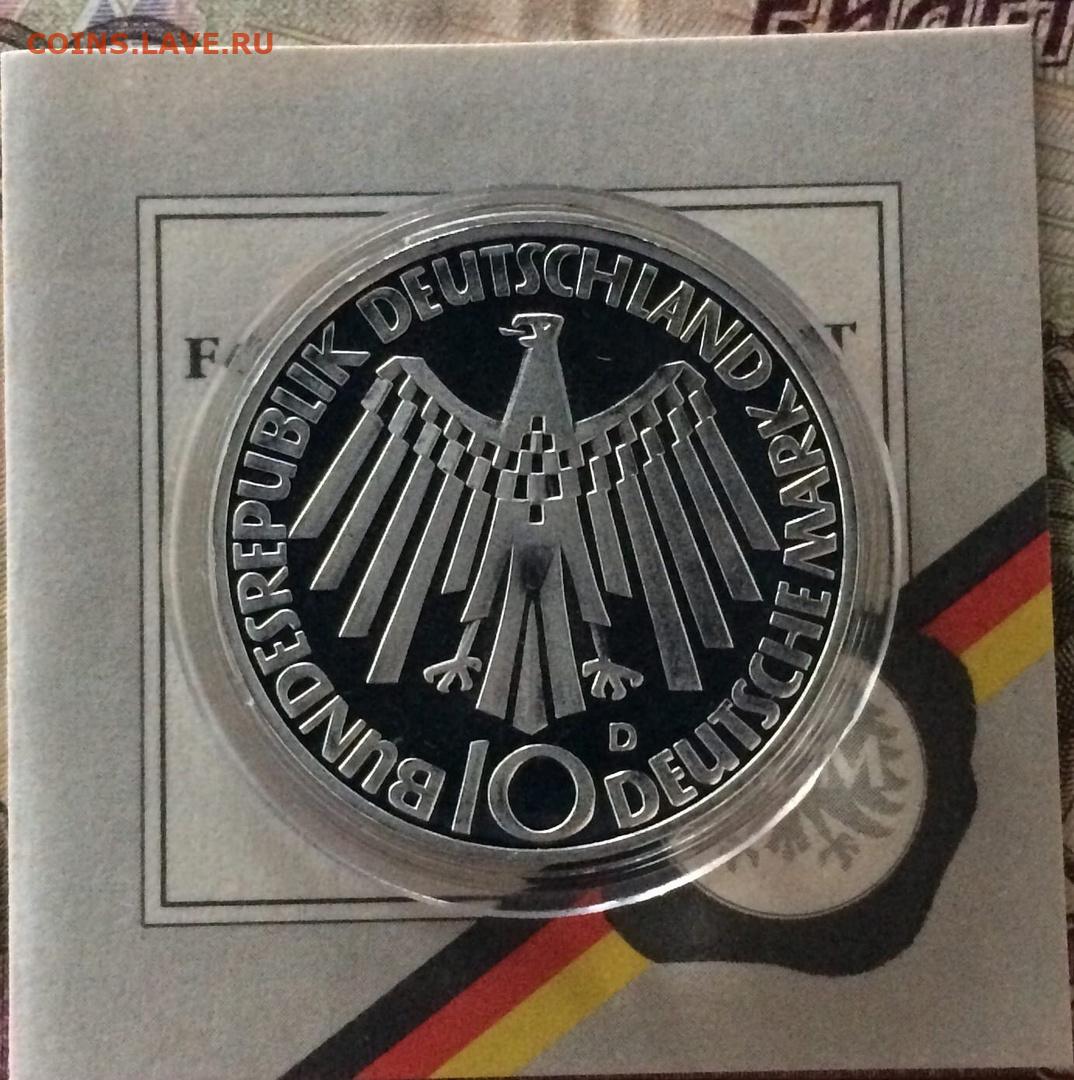 COINS.LAVE.RU
BUNDESREPUBLIK DEUTSCHLAND
DEUTSCHE MARK
10
D